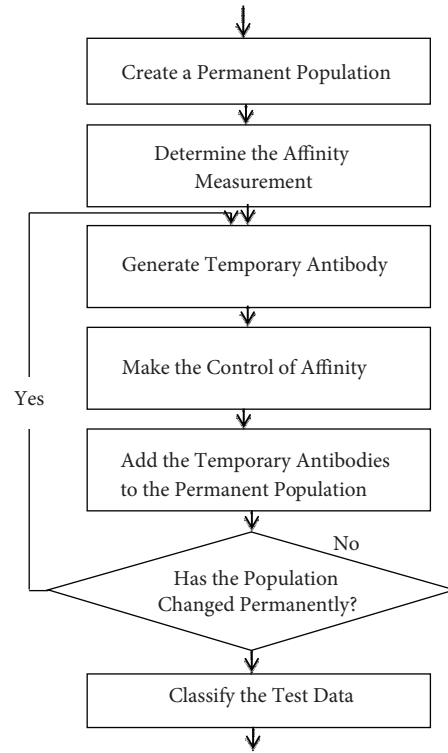 Create a Permanent Population
Determine the Affinity
Measurement
Generate Temporary Antibody
Make the Control of Affinity
Yes
Add the Temporary Antibodies
to the Permanent Population
No
Has the Population
Changed Permanently?
Classify the Test Data